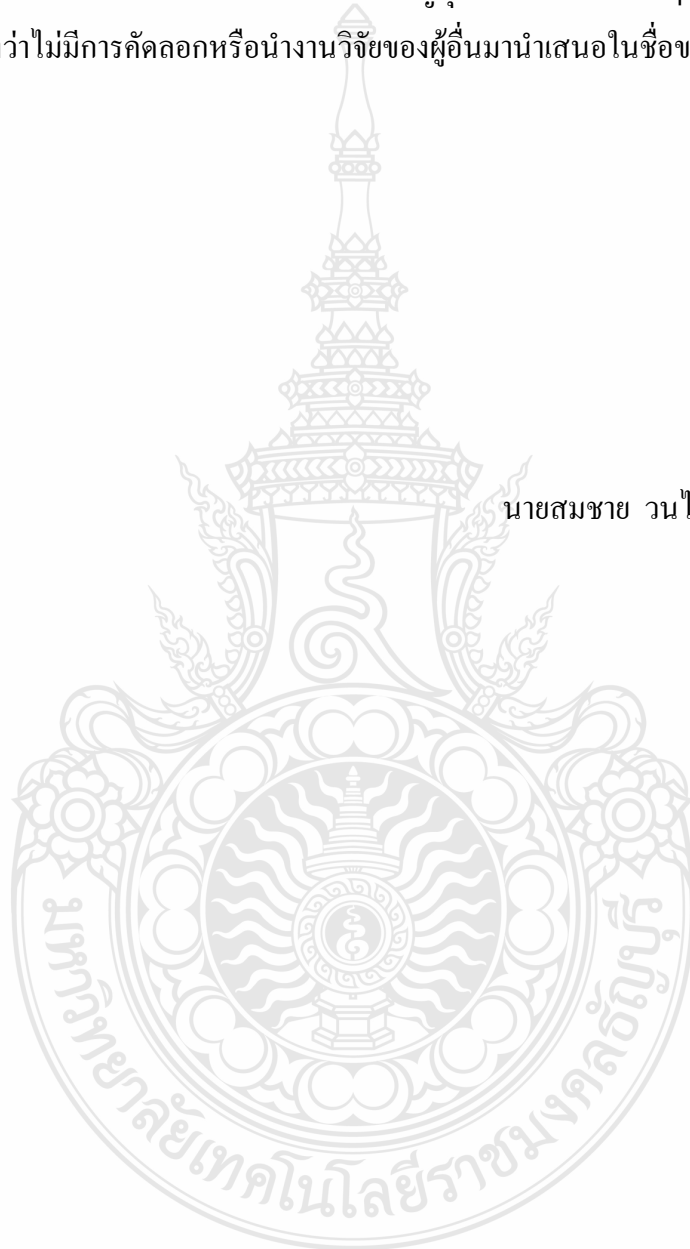 ว่าไม่มีการคัดลอกหรือนำงานวิจัยของผู้อื่นมานำเสนอในชื่อข
นายสมชาย วนไ
มหาวิทยาลัยเทคโนโลยีราชมงคลธัญบุรี